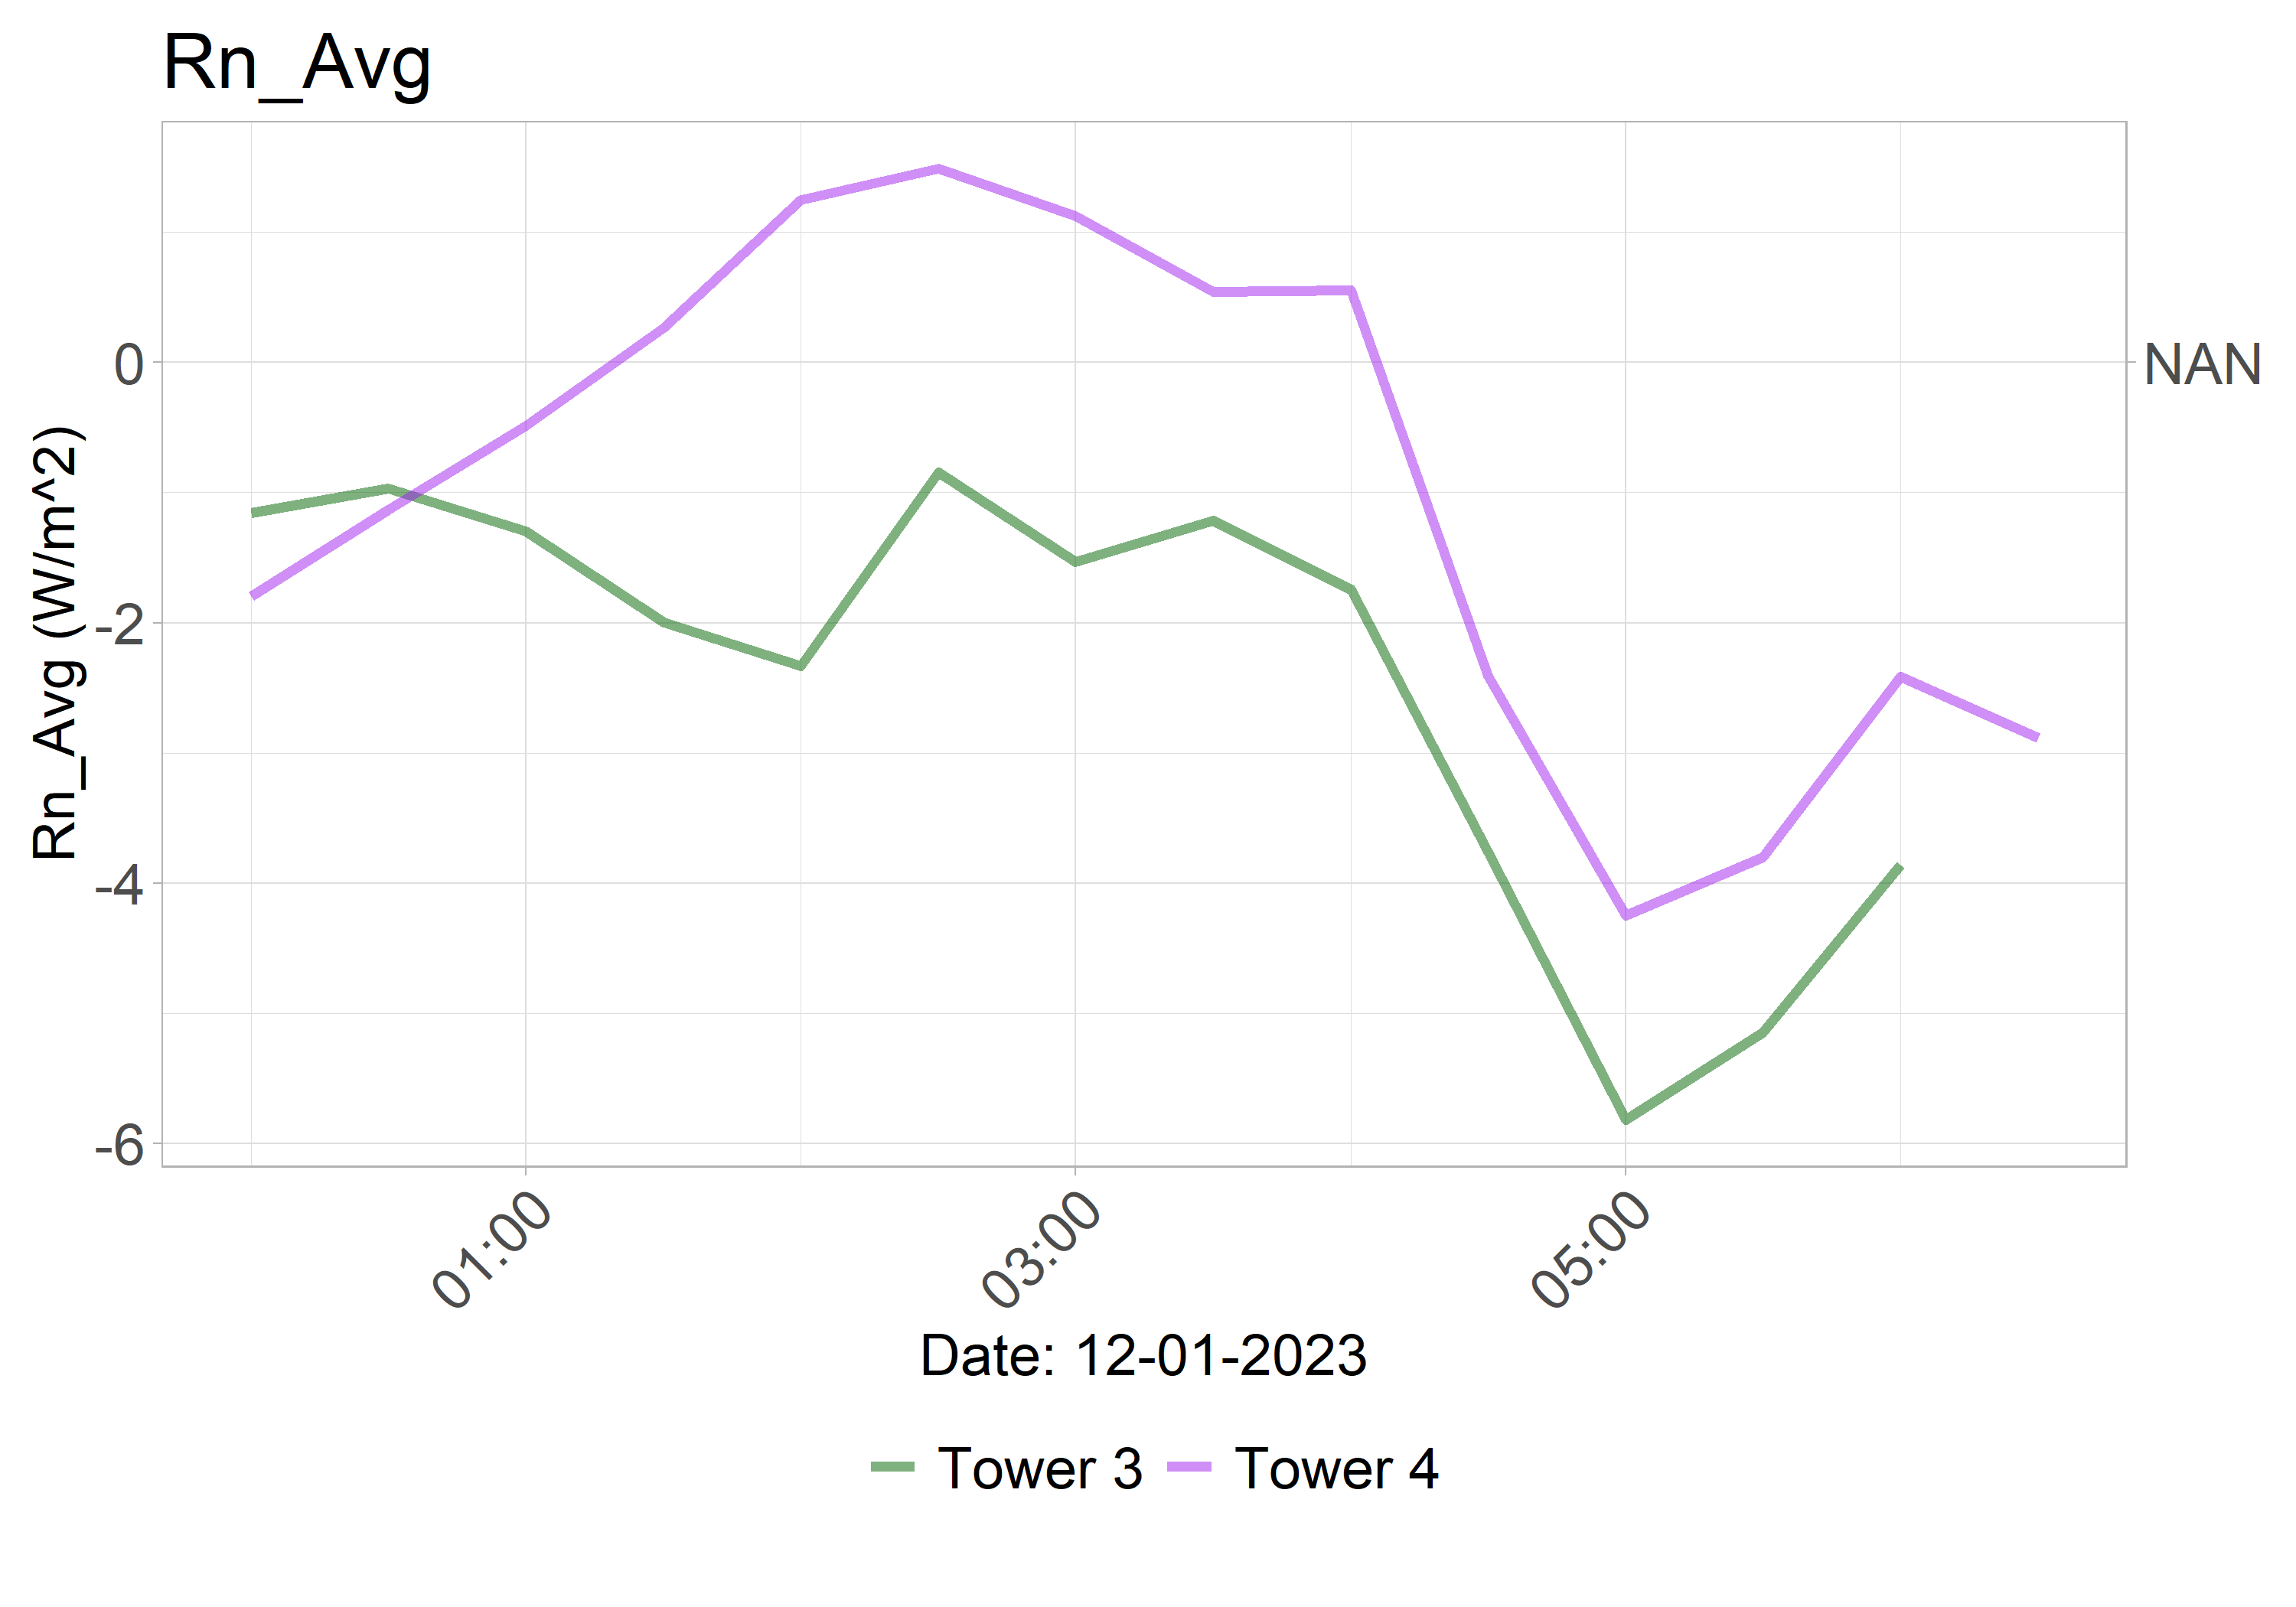 Rn_Avg
Rn_Avg (W/m^2)
0
-2
-4
-6
NAN
01:00
03:00
05:00
Date: 12-01-2023
Tower 3
Tower 4